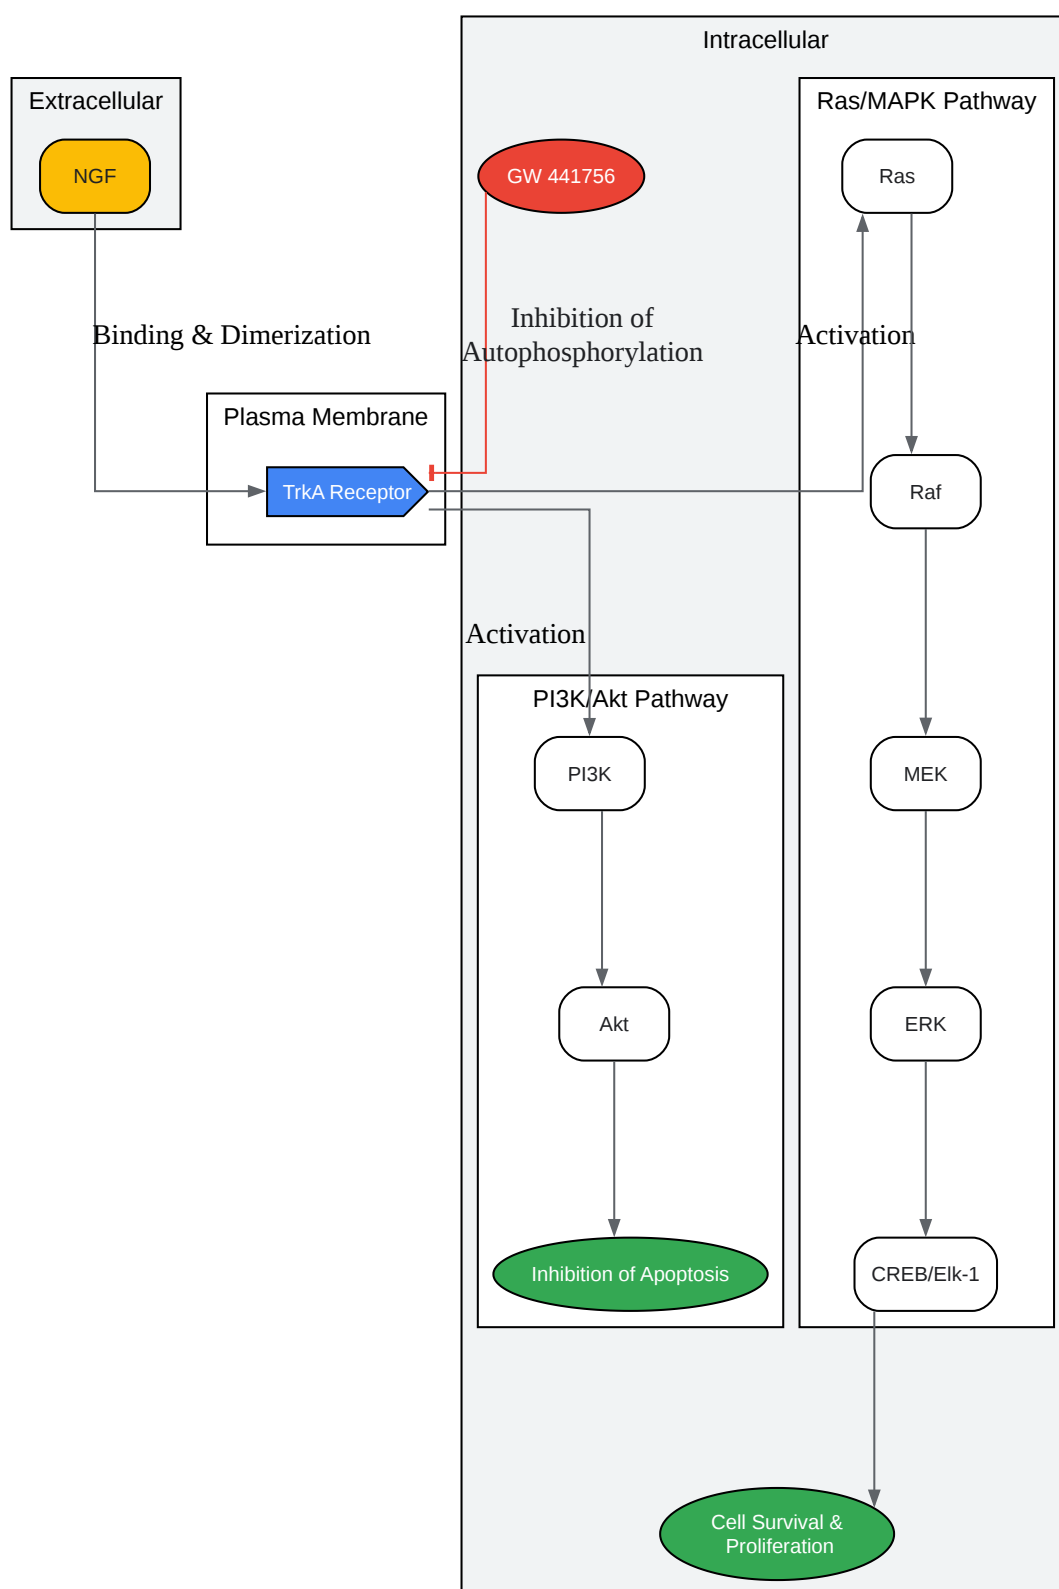 Intracellular
Extracellular
Ras/MAPK Pathway
NGF
GW 441756
Ras
Binding & Dimerization
Inhibition of
Autophosphorylation
Activation
Plasma Membrane
TrkA Receptor
Raf
Activation
PI3K/Akt Pathway
PI3K
MEK
Akt
ERK
Inhibition of Apoptosis
CREB/Elk-1
Cell Survival &
Proliferation